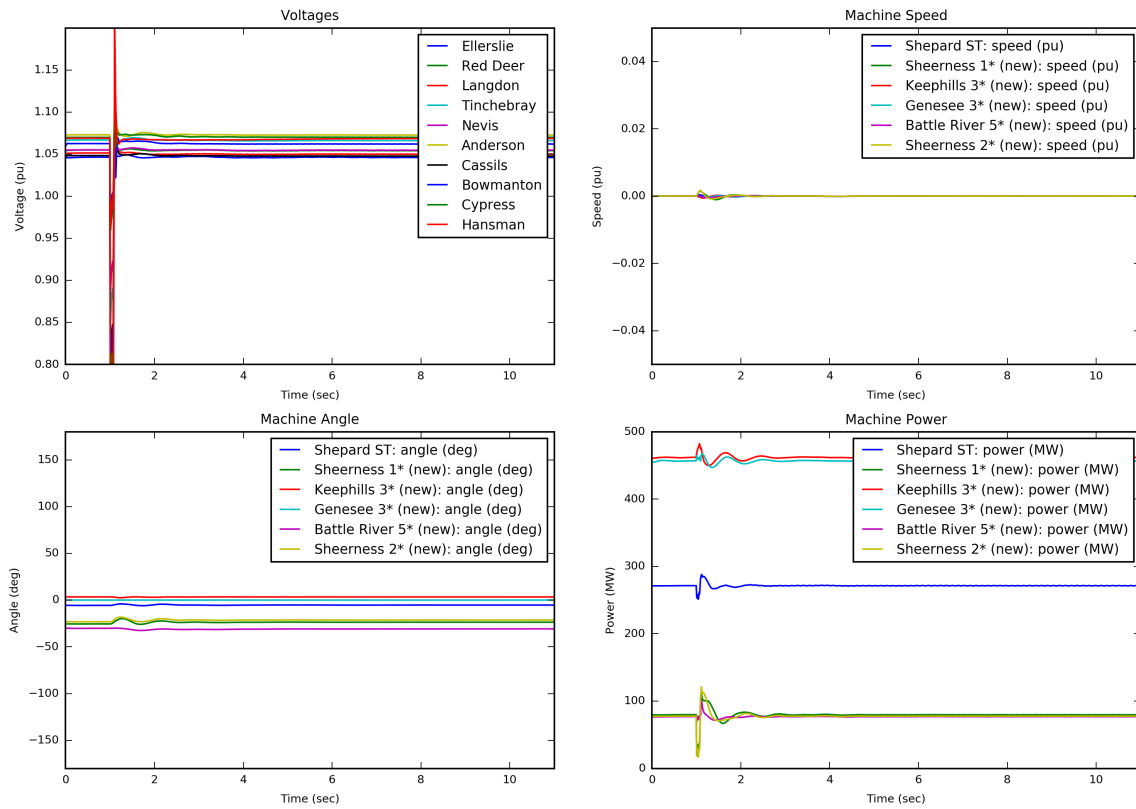 Voltages
1.15
1.10
1.05
1.00
0.95
0.90
0.85
0.80
Voltage (pu)
0 2 4 6 8 10
Time (sec)
Ellerslie
Red Deer
Langdon
Tinchebray
Nevis
Anderson
Cassils
Bowmanton
Cypress
Hansman
Machine Speed
0.04
0.02
0.00
−0.02
−0.04
Speed (pu)
0 2 4 6 8 10
Time (sec)
Shepard ST: speed (pu)
Sheerness 1* (new): speed (pu)
Keephills 3* (new): speed (pu)
Genesee 3* (new): speed (pu)
Battle River 5* (new): speed (pu)
Sheerness 2* (new): speed (pu)
Machine Angle
150
100
50
0
−50
−100
−150
Angle (deg)
0 2 4 6 8 10
Time (sec)
Shepard ST: angle (deg)
Sheerness 1* (new): angle (deg)
Keephills 3* (new): angle (deg)
Genesee 3* (new): angle (deg)
Battle River 5* (new): angle (deg)
Sheerness 2* (new): angle (deg)
Machine Power
500
400
300
200
100
0
Power (MW)
0 2 4 6 8 10
Time (sec)
Shepard ST: power (MW)
Sheerness 1* (new): power (MW)
Keephills 3* (new): power (MW)
Genesee 3* (new): power (MW)
Battle River 5* (new): power (MW)
Sheerness 2* (new): power (MW)